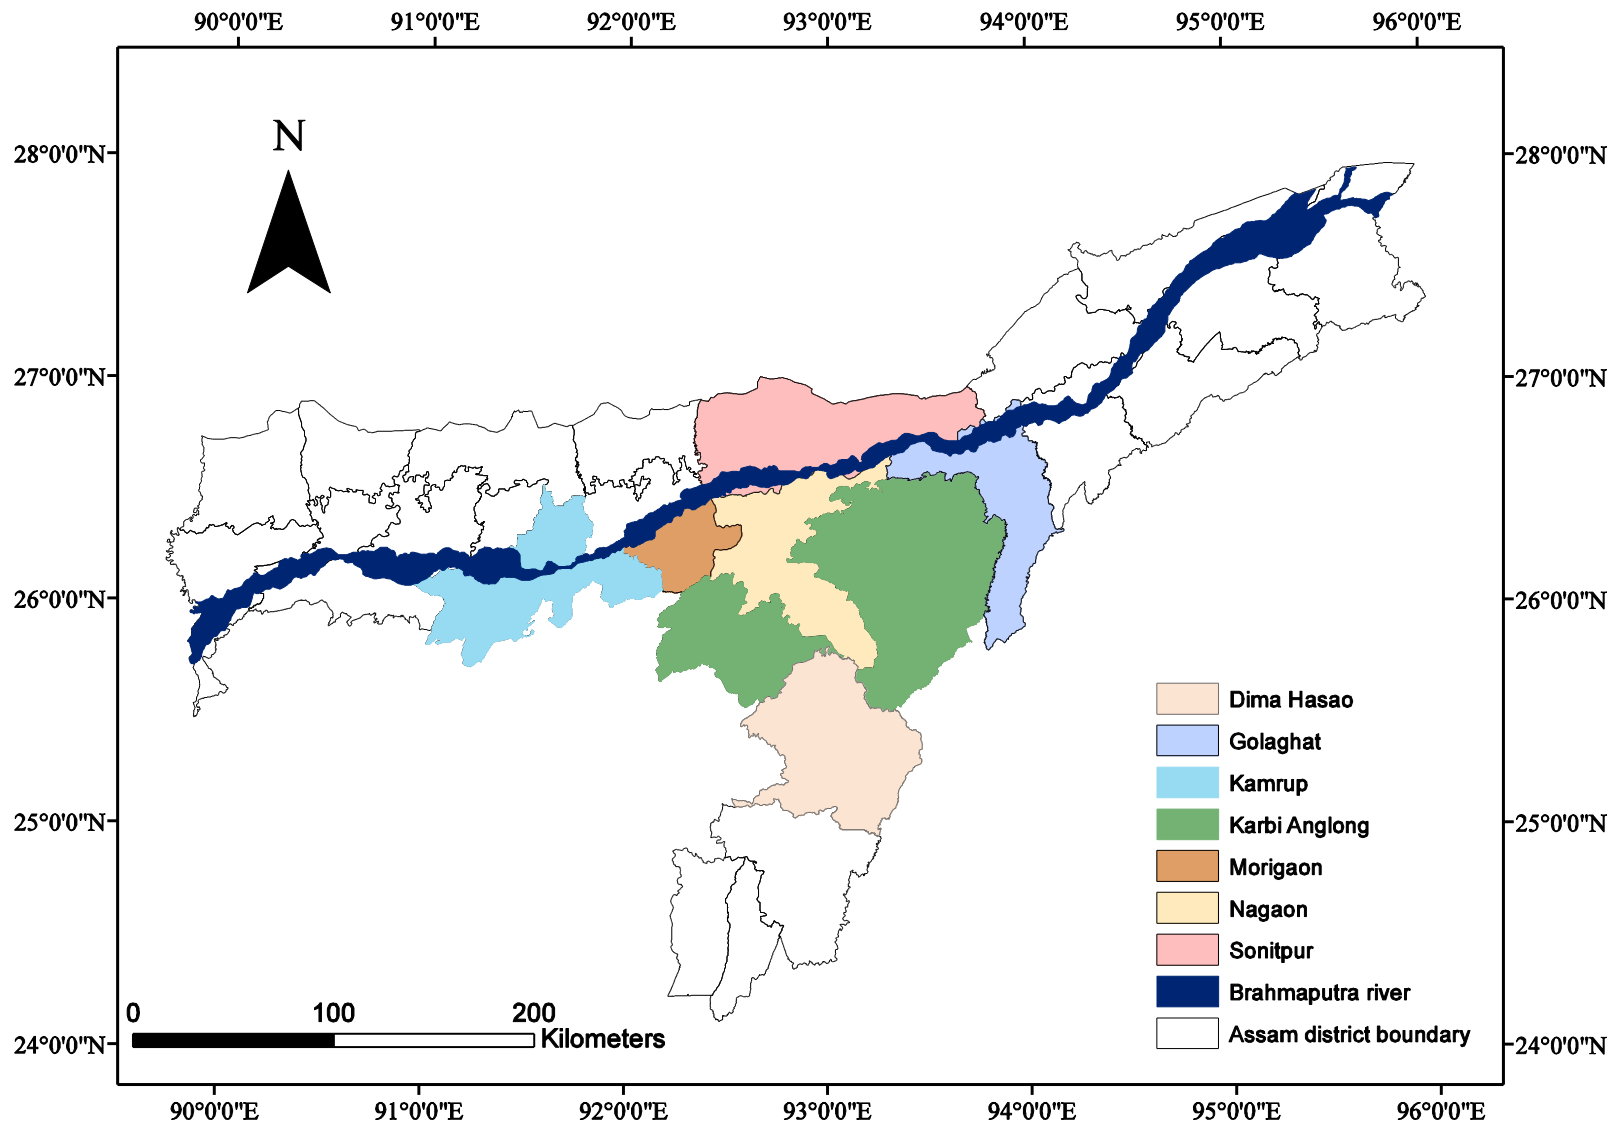 90°0'0"E 91°0'0"E 92°0'0"E 93°0'0"E 94°0'0"E 95°0'0"E 96°0'0"E
N
28°0'0"N 28°0'0"N
27°0'0"N 27°0'0"N
26°0'0"N 26°0'0"N
Dima Hasao
Golaghat
Kamrup
25°0'0"N 25°0'0"N
Karbi Anglong
Morigaon
Nagaon
Sonitpur
Brahmaputra river
0 100 200
Kilometers
Assam district boundary
24°0'0"N 24°0'0"N
90°0'0"E 91°0'0"E 92°0'0"E 93°0'0"E 94°0'0"E 95°0'0"E 96°0'0"E